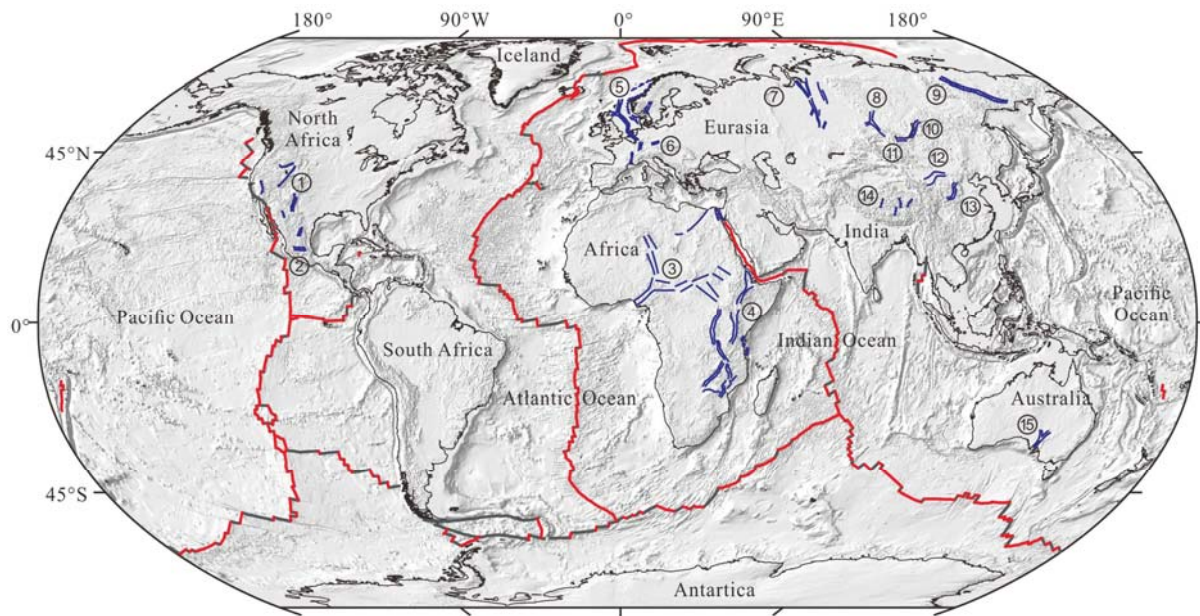 180° 90°W 0° 90°E 180°
Iceland
⑤ ⑦ ⑧ ⑨
North
Africa
Eurasia
⑩
45°N
⑥ ⑪ ⑫
① ⑭ ⑬
India
Africa
② ③
Pacific Ocean
④
Pacific
Occan
0°
South Africa
Indian Ocean
Atlantic Ocean
Australia
⑮
45°S
Antartica